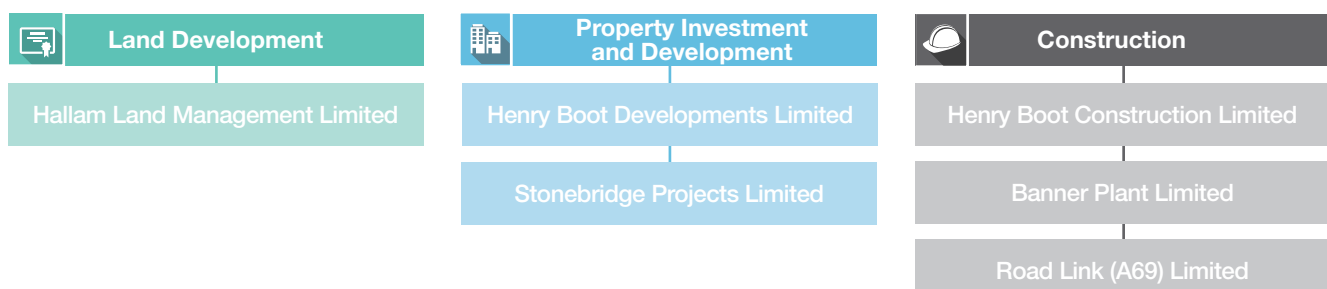 Land Development
Hallam Land Management Limited
Property Investment
and Development
Henry Boot Developments Limited
Stonebridge Projects Limited
Construction
Henry Boot Construction Limited
Banner Plant Limited
Road Link (A69) Limited